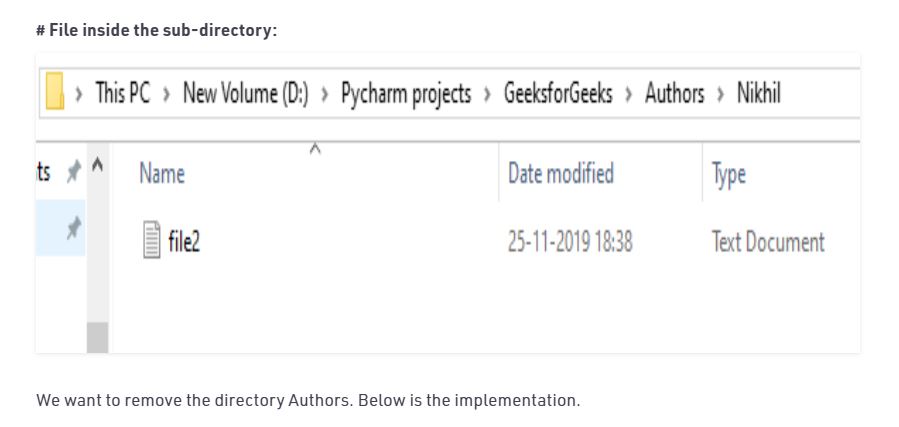 # File inside the sub-directory:
This PC > New Volume (D:) > Pycharm projects > GeeksforGeeks > Authors > Nikhil
ts Name Date modified Type
file2 25-11-2019 18:38 Text Document
We want to remove the directory Authors. Below is the implementation.